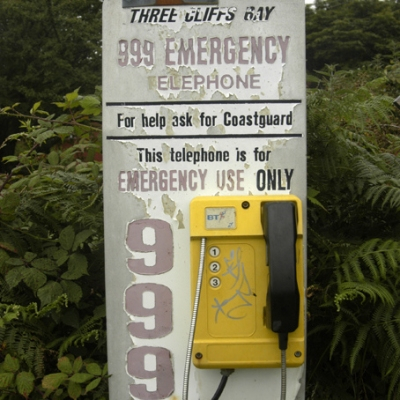 THREE CLIFFS BAY
999 EMERGENCY
ELEPHONE
For help ask for Coastguard
This telephone is for
EMERGENCY USE ONLY
BT
1
2
3
9
9
9